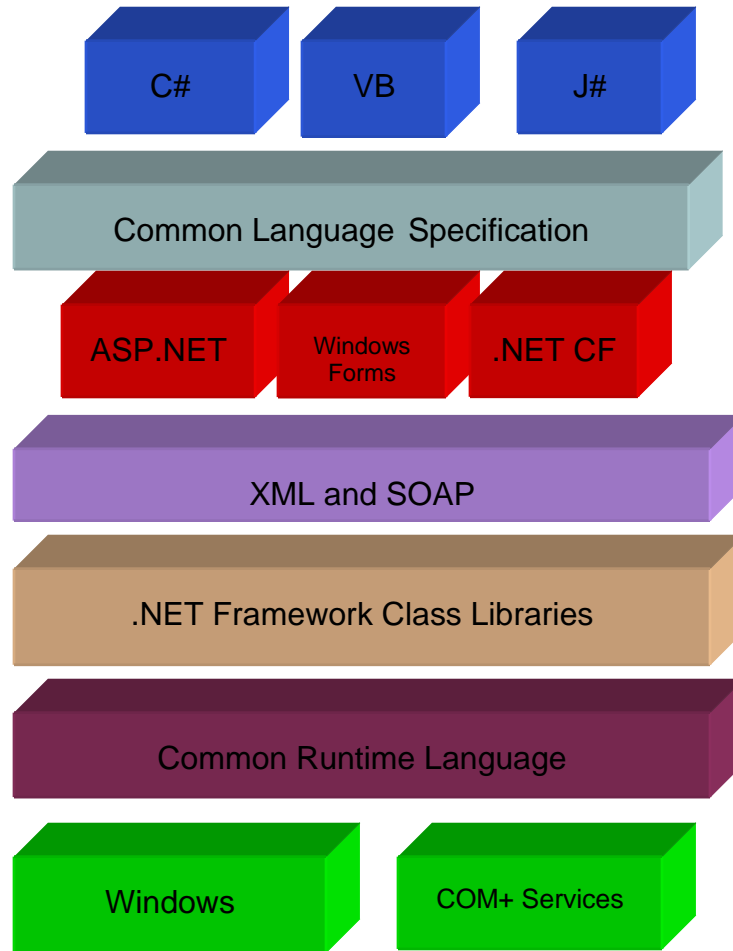 C#
VB
J#
Common Language Specification
ASP.NET
Windows
Forms
.NET CF
XML and SOAP
.NET Framework Class Libraries
Common Runtime Language
Windows
COM+ Services